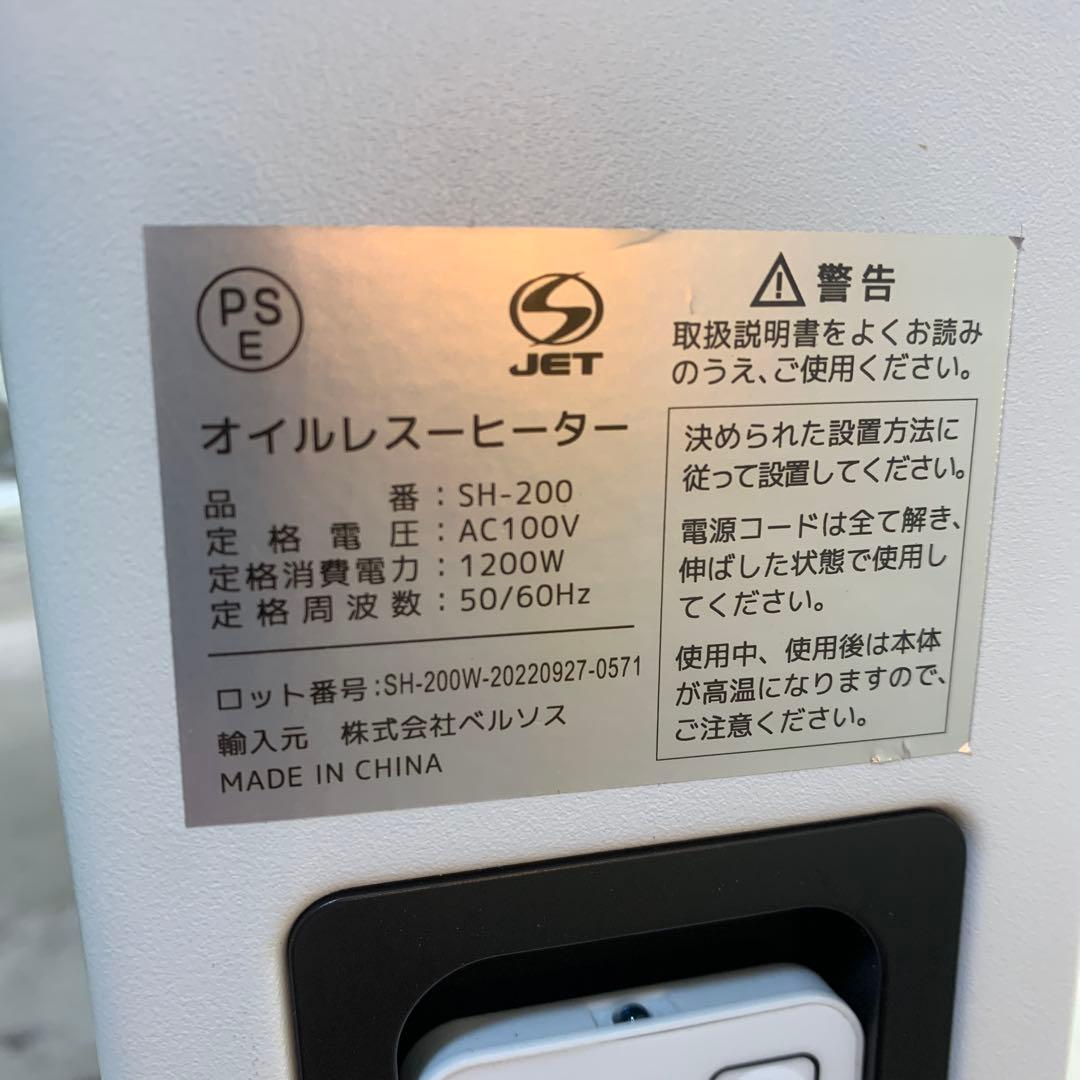 PS
E
JET
オイルレスーヒーター
品番：SH-200
定格電圧：AC100V
定格消費電力：1200W
定格周波数：50/60Hz
ロット番号：SH-200W-20220927-0571
輸入元 株式会社ベルソス
MADE IN CHINA
警告
取扱説明書をよくお読み
のうえ、ご使用ください。
決められた設置方法に
従って設置してください。
電源コードは全て解き、
伸ばした状態で使用し
てください。
使用中、使用後は本体
が高温になりますので、
ご注意ください。